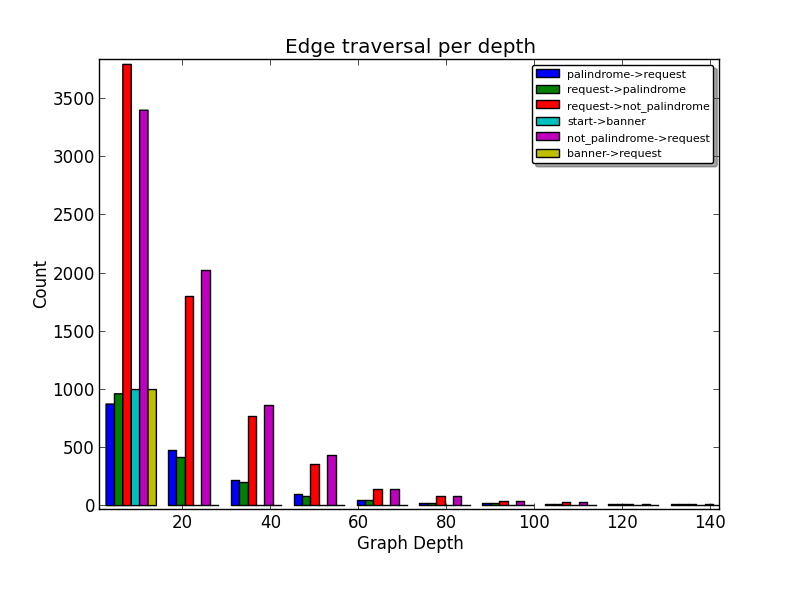 Edge traversal per depth
palindrome->request
request->palindrome
request->not_palindrome
start->banner
not_palindrome->request
banner->request
3500
3000
2500
2000
1500
1000
500
0
Count
20 40 60 80 100 120 140
Graph Depth